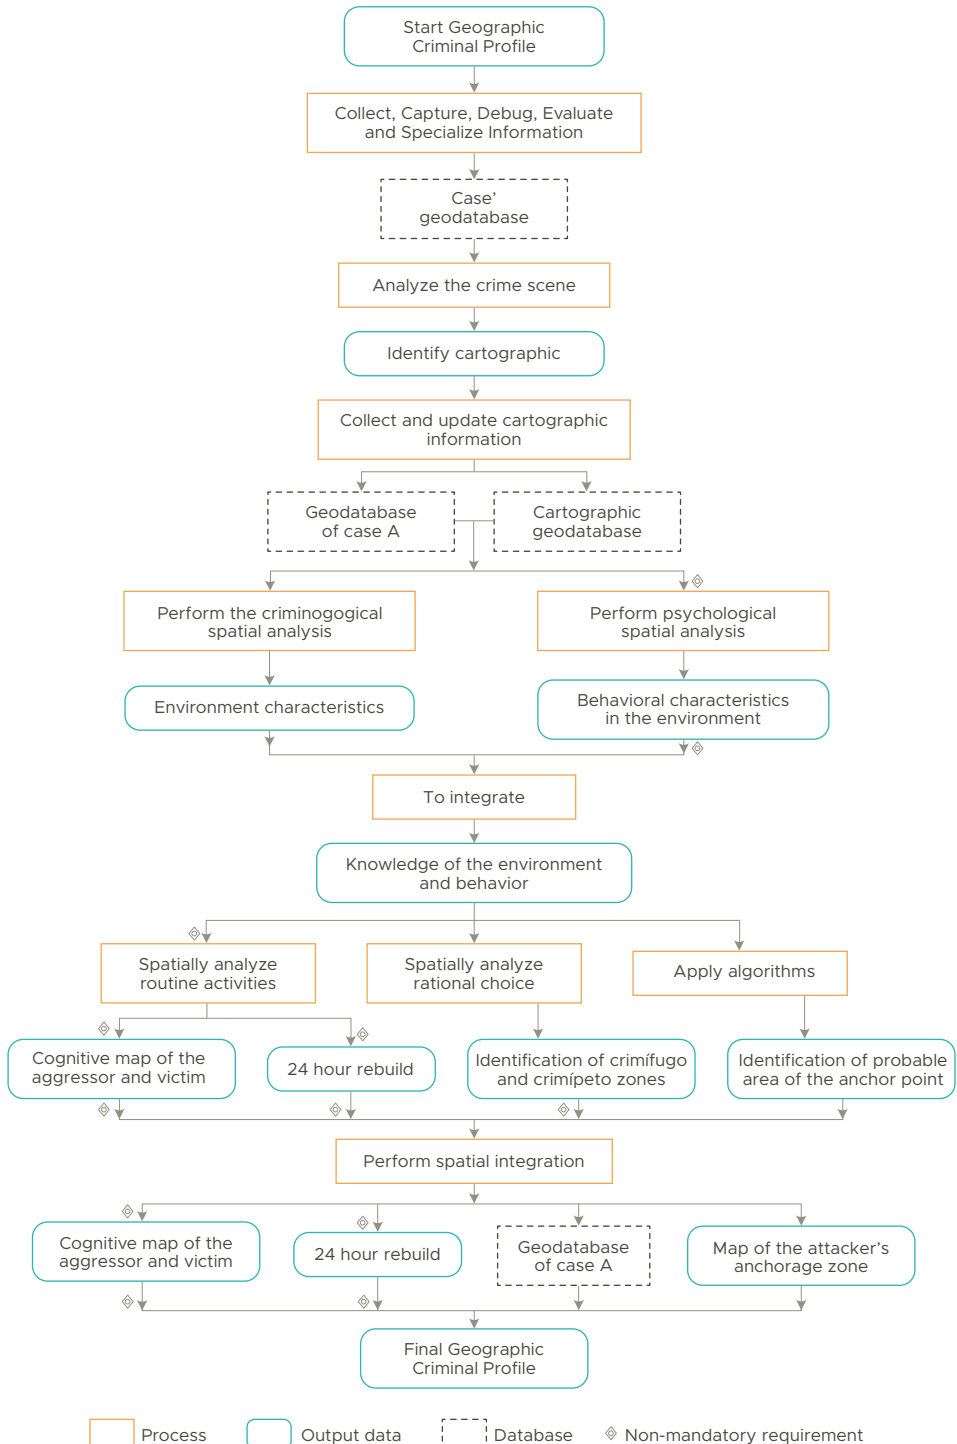 Start Geographic
Criminal Profile
Collect, Capture, Debug, Evaluate
and Specialize Information
Case’
geodatabase
Analyze the crime scene
Identify cartographic
Collect and update cartographic
information
Geodatabase
of case A
Cartographic
geodatabase
Perform the criminogogical
spatial analysis
Perform psychological
spatial analysis
Environment characteristics
Behavioral characteristics
in the environment
To integrate
Knowledge of the environment
and behavior
Spatially analyze
routine activities
Spatially analyze
rational choice
Apply algorithms
Cognitive map of the
aggressor and victim
24 hour rebuild
Identification of crimífugo
and crimípeto zones
Identification of probable
area of the anchor point
Perform spatial integration
Cognitive map of the
aggressor and victim
24 hour rebuild
Geodatabase
of case A
Map of the attacker’s
anchorage zone
Final Geographic
Criminal Profile
Process
Output data
Database
Non-mandatory requirement